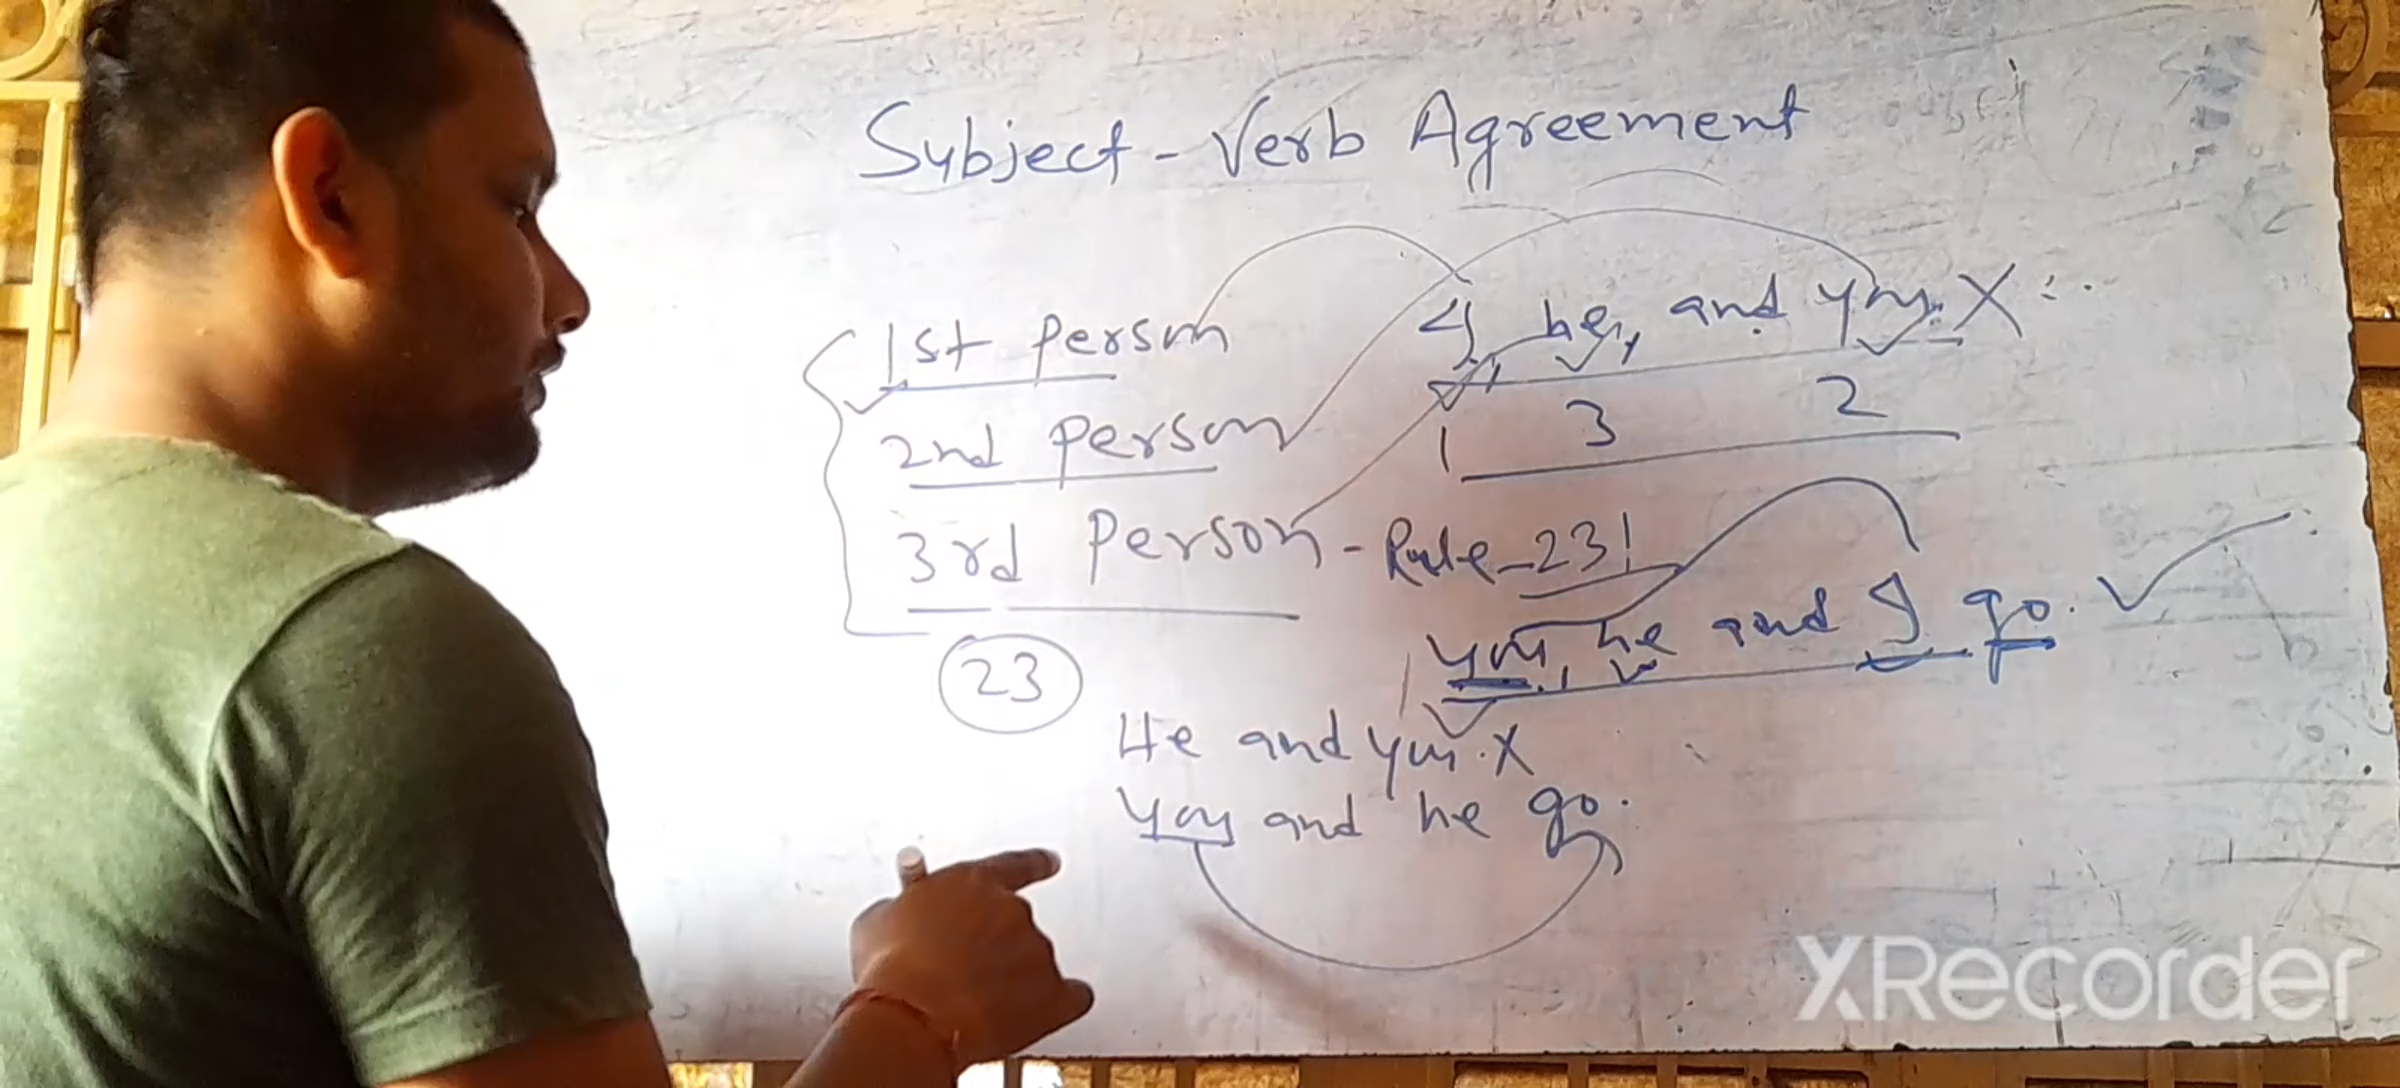 Subject - Verb Agreement
1st person
I, he, and you. X
2nd person
1 3 2
3rd Person - Rule - 231
you, he and I go.
23
He and you. X
you and he go.
XRecorder